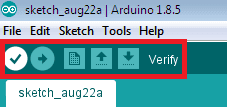 sketch_aug22a | Arduino 1.8.5
File Edit Sketch Tools Help
Verify
sketch_aug22a